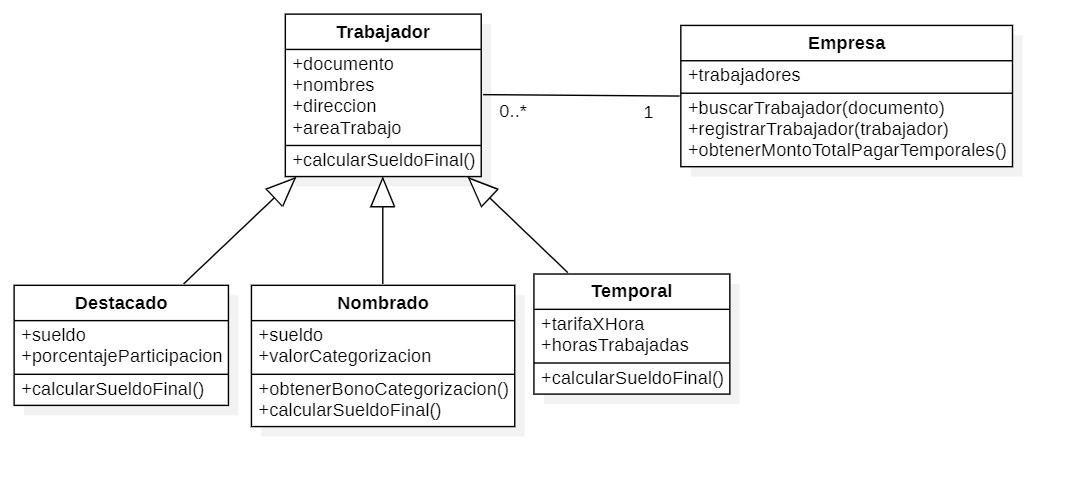 Trabajador
+documento
+nombres
+direccion
+areaTrabajo
+calcularSueldoFinal()
0..*
1
Empresa
+trabajadores
+buscarTrabajador(documento)
+registrarTrabajador(trabajador)
+obtenerMontoTotalPagarTemporales()
Destacado
+sueldo
+porcentajeParticipacion
+calcularSueldoFinal()
Nombrado
+sueldo
+valorCategorizacion
+obtenerBonoCategorizacion()
+calcularSueldoFinal()
Temporal
+tarifaXHora
+horasTrabajadas
+calcularSueldoFinal()